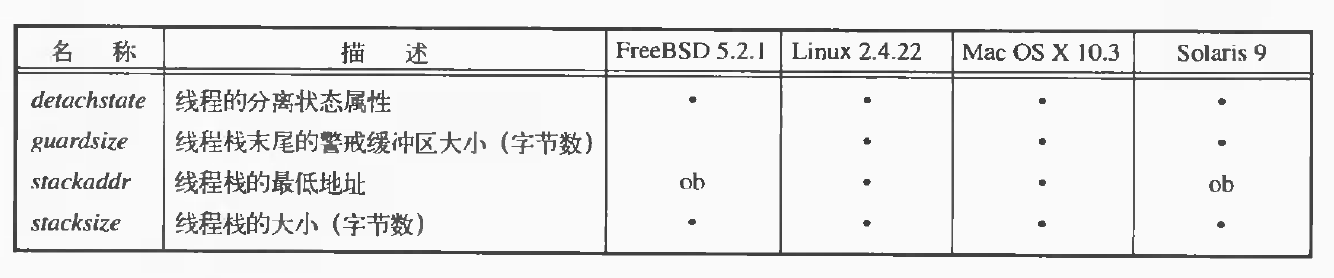 名 称 描 述 FreeBSD 5.2.1 Linux 2.4.22 Mac OS X 10.3 Solaris 9
detachstate 线程的分离状态属性 • • • •
guardsize 线程栈末尾的警戒缓冲区大小（字节数） • • •
stackaddr 线程栈的最低地址 ob • • ob
stacksize 线程栈的大小（字节数） • • • •